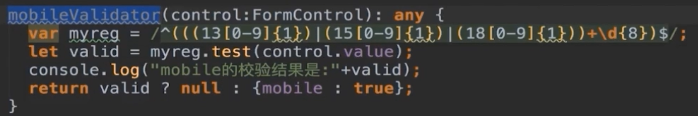 mobileValidator(control:FormControl): any {
var myreg = /^(((13[0-9]{1})|(15[0-9]{1})|(18[0-9]{1}))+\d{8})$/;
let valid = myreg.test(control.value);
console.log("mobile的校验结果是:"+valid);
return valid ? null : {mobile : true};
}